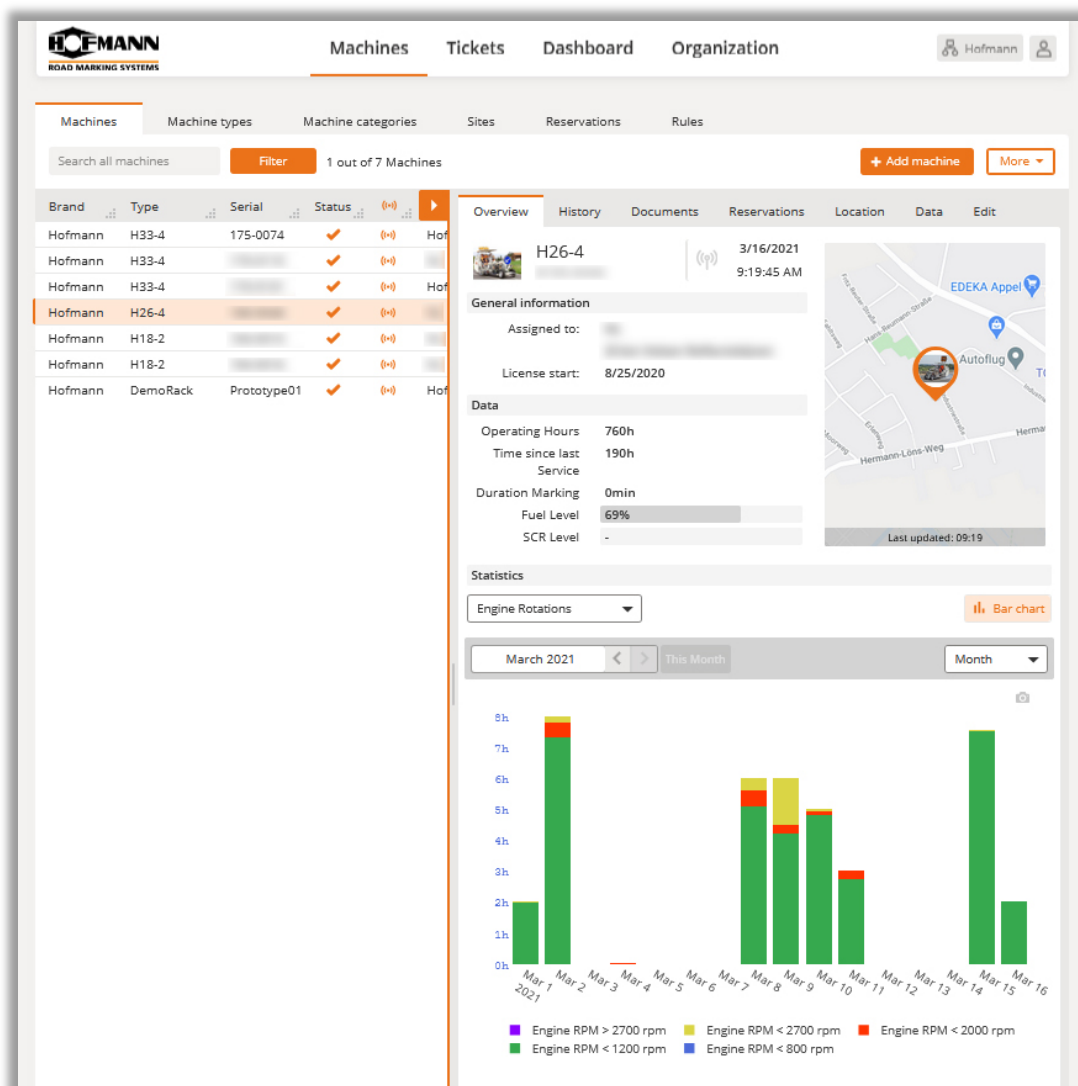 HOFMANN
ROAD MARKING SYSTEMS
Machines Tickets Dashboard Organization Hofmann
Machines Machine types Machine categories Sites Reservations Rules
Search all machines Filter 1 out of 7 Machines + Add machine More
Brand Type Serial Status
Hofmann H33-4 175-0074 Hof
Hofmann H33-4
Hofmann H33-4 Hof
Hofmann H26-4
Hofmann H18-2
Hofmann H18-2
Hofmann DemoRack Prototype01 Hof
Overview History Documents Reservations Location Data Edit
H26-4 3/16/2021
9:19:45 AM
General information
Assigned to:
License start: 8/25/2020
Data
Operating Hours 760h
Time since last 190h
Service
Duration Marking 0min
Fuel Level 69%
SCR Level -
EDEKA Appel
Hans-Beumann-Straße
Autoflug
Industriestraße
Erlenweg
Moorweg
Herma
Hermann-Löns-Weg
Last updated: 09:19
Statistics
Engine Rotations Bar chart
March 2021 This Month Month
8h
7h
6h
5h
4h
3h
2h
1h
0h
Mar 1 Mar 2 Mar 3 Mar 4 Mar 5 Mar 6 Mar 7 Mar 8 Mar 9 Mar 10 Mar 11 Mar 12 Mar 13 Mar 14 Mar 15 Mar 16
2021
Engine RPM > 2700 rpm Engine RPM < 2700 rpm Engine RPM < 2000 rpm
Engine RPM < 1200 rpm Engine RPM < 800 rpm